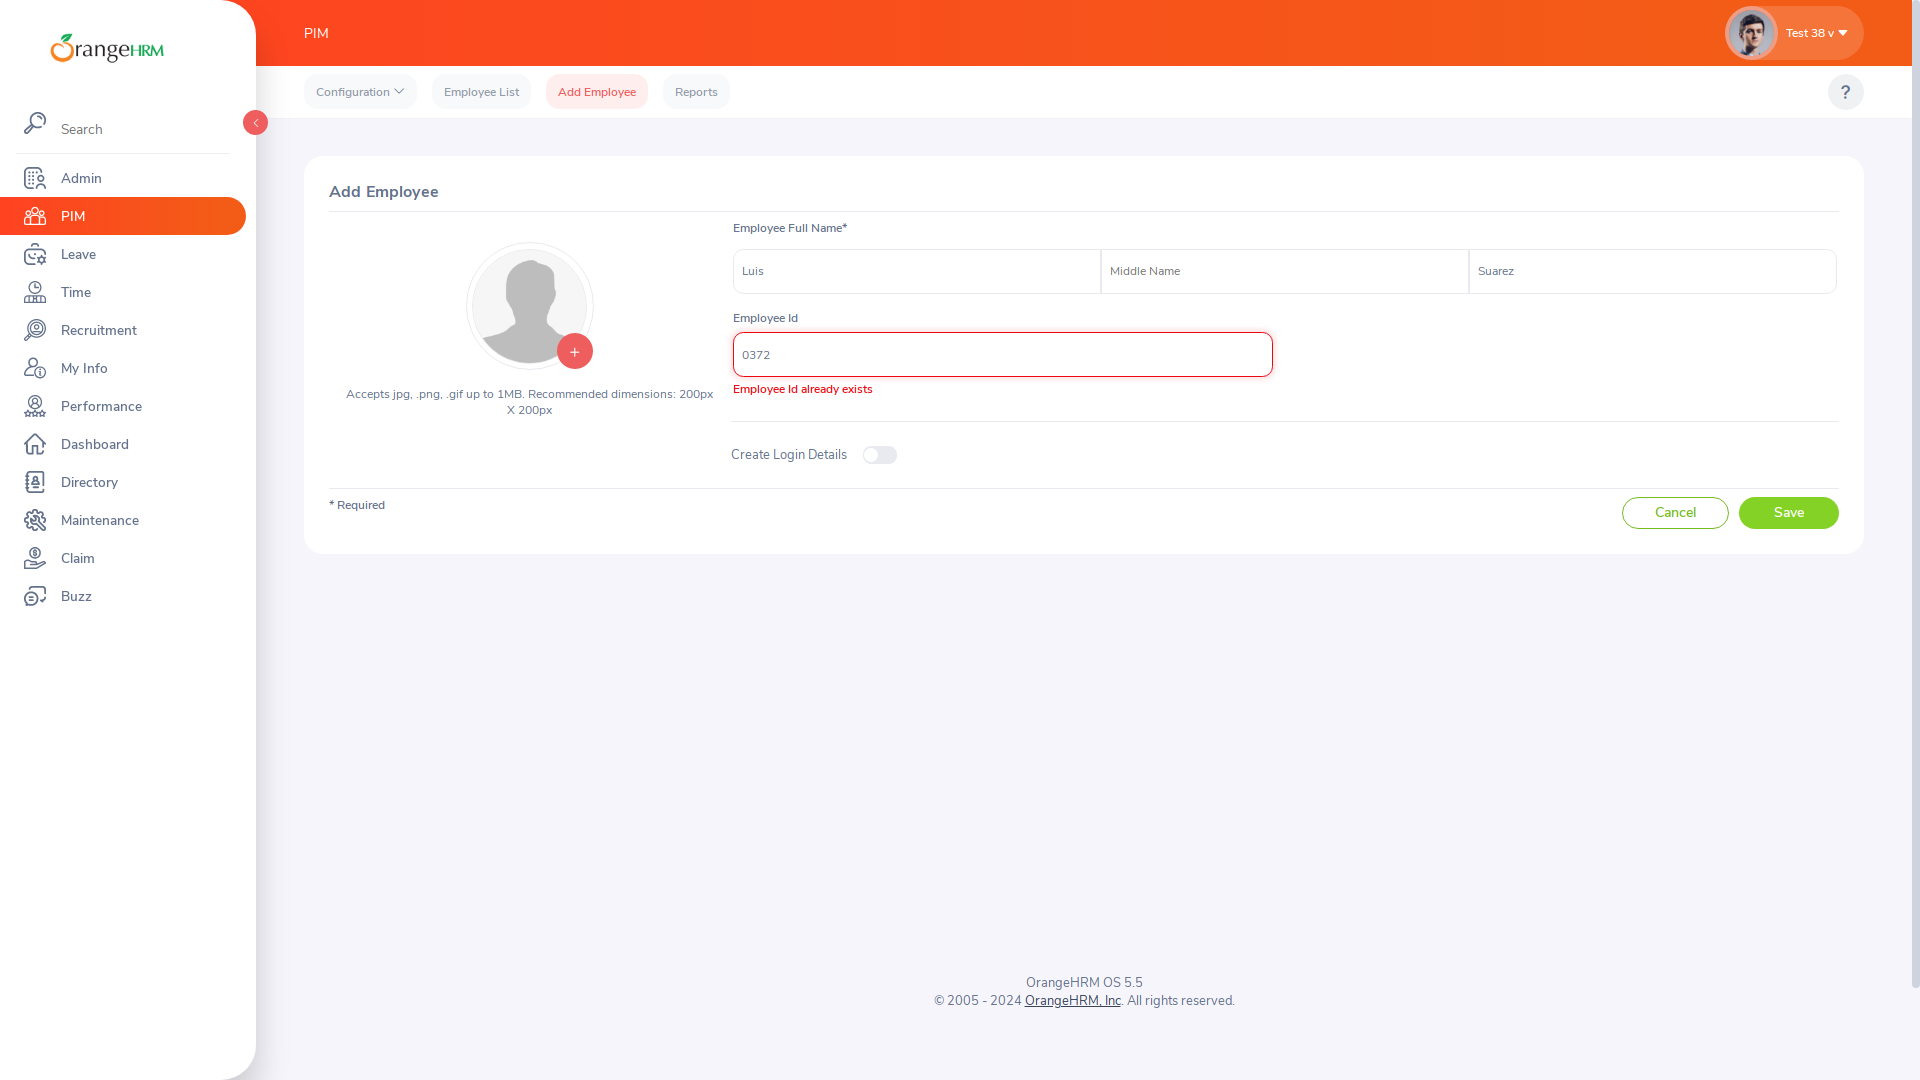 OrangeHRM
PIM
Test 38 v
Configuration
Employee List
Add Employee
Reports
?
Search
Admin
PIM
Leave
Time
Recruitment
My Info
Performance
Dashboard
Directory
Maintenance
Claim
Buzz
Add Employee
Employee Full Name*
Luis
Middle Name
Suarez
Employee Id
0372
Employee Id already exists
+
Accepts jpg, .png, .gif up to 1MB. Recommended dimensions: 200px
X 200px
Create Login Details
* Required
Cancel
Save
OrangeHRM OS 5.5
© 2005 - 2024 OrangeHRM, Inc. All rights reserved.